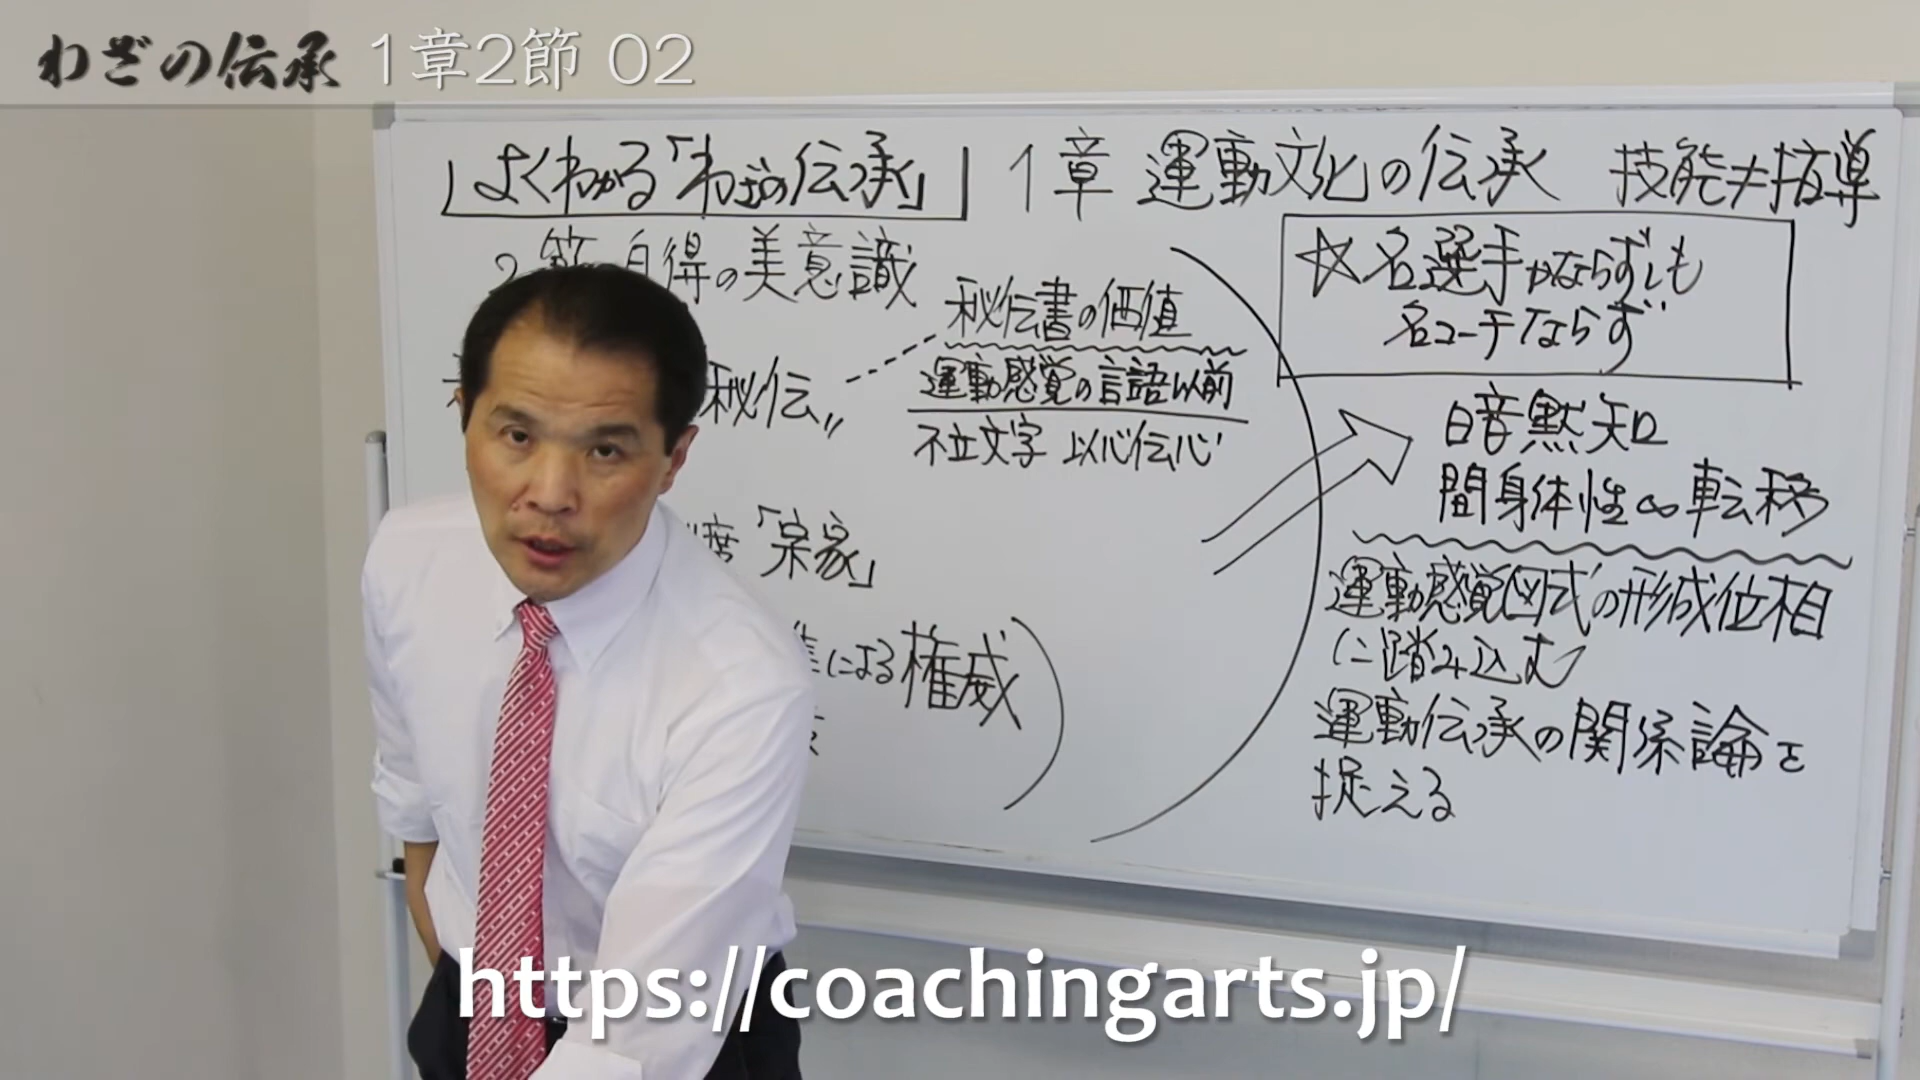 わざの伝承 1章2節 02
よくわかる「わざの伝承」 1章 運動文化の伝承 技能≠指導
2節 自得の美意識
☆名選手かならずしも
名コーチならず
秘伝書の価値
秘伝〃
運動感覚の言語以前
不立文字 以心伝心
暗黙知
間身体性∞転移
「宗家」
運動感覚図式の形成位相
に踏み込む
による権威
運動伝承の関係論を
捉える
https://coachingarts.jp/